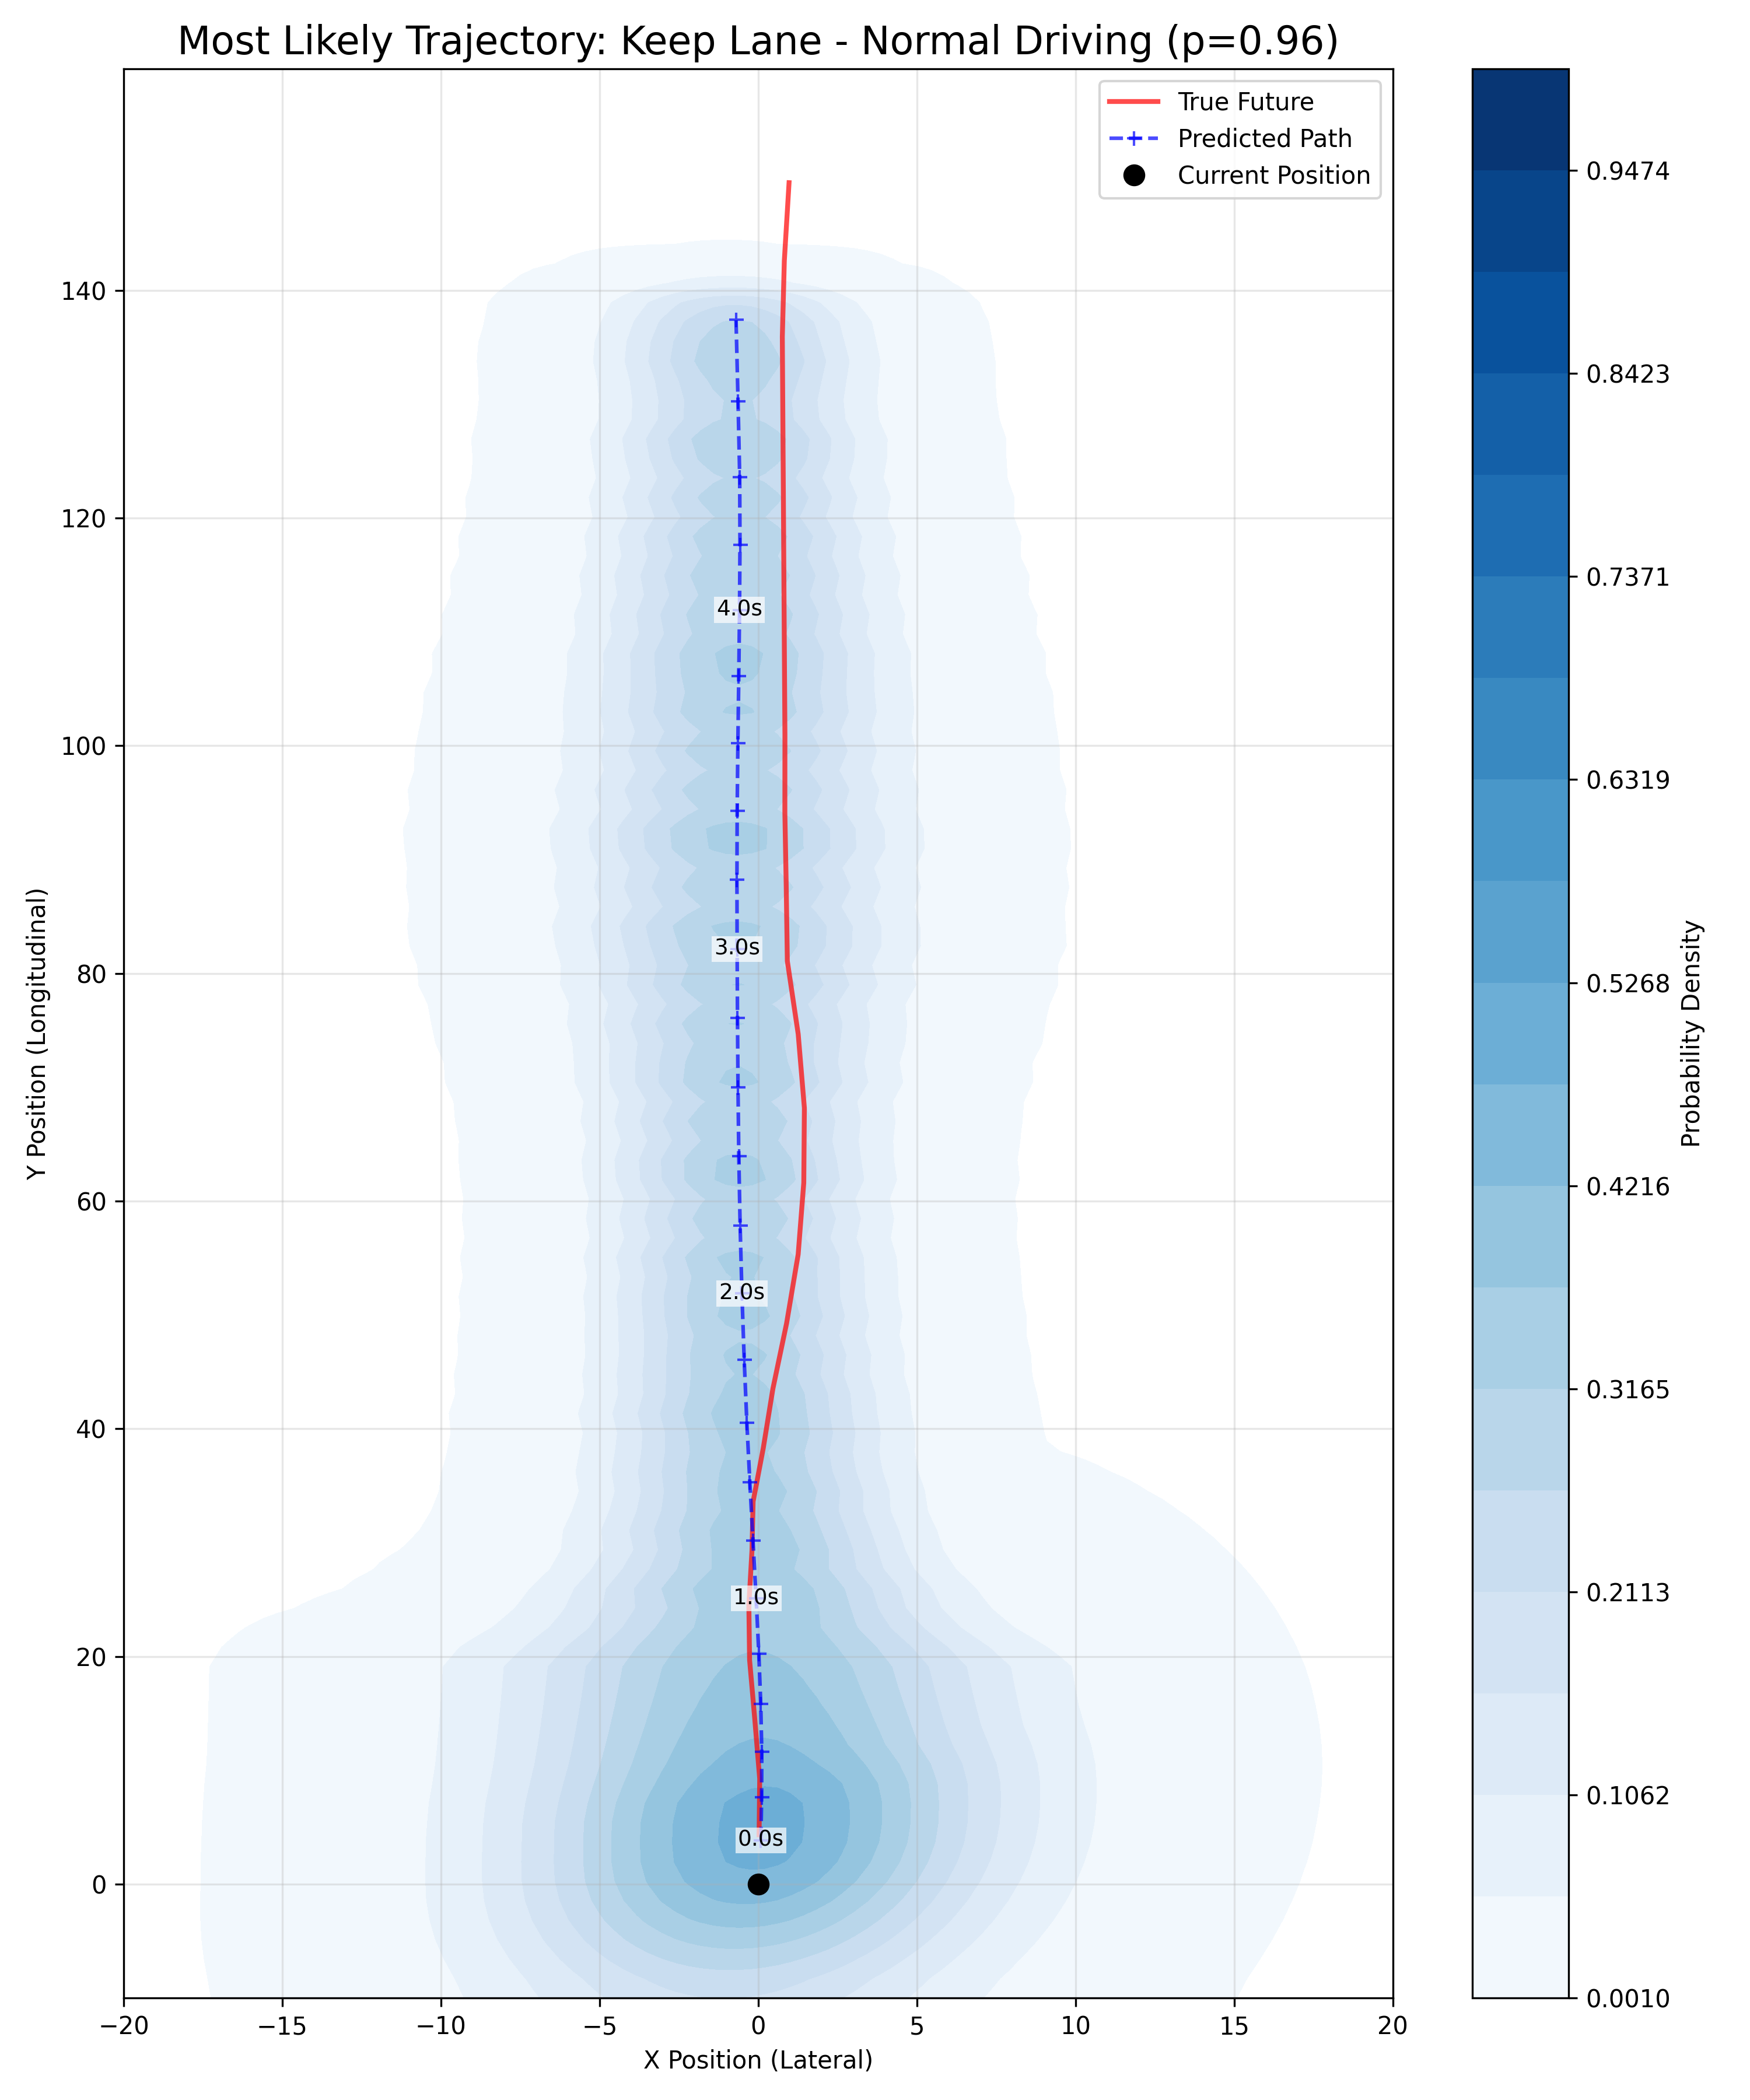 Most Likely Trajectory: Keep Lane - Normal Driving (p=0.96)
True Future
Predicted Path
Current Position
140
120
100
80
60
40
20
0
Y Position (Longitudinal)
4.0s
3.0s
2.0s
1.0s
0.0s
−20
−15
−10
−5
0
5
10
15
20
X Position (Lateral)
0.9474
0.8423
0.7371
0.6319
0.5268
0.4216
0.3165
0.2113
0.1062
0.0010
Probability Density